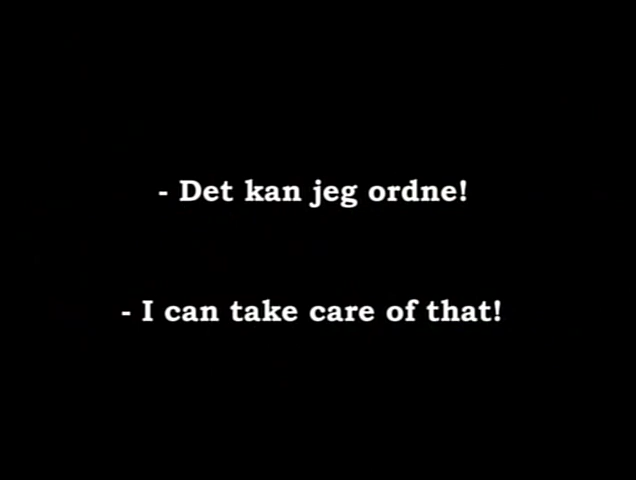 - Det kan jeg ordne!
- I can take care of that!